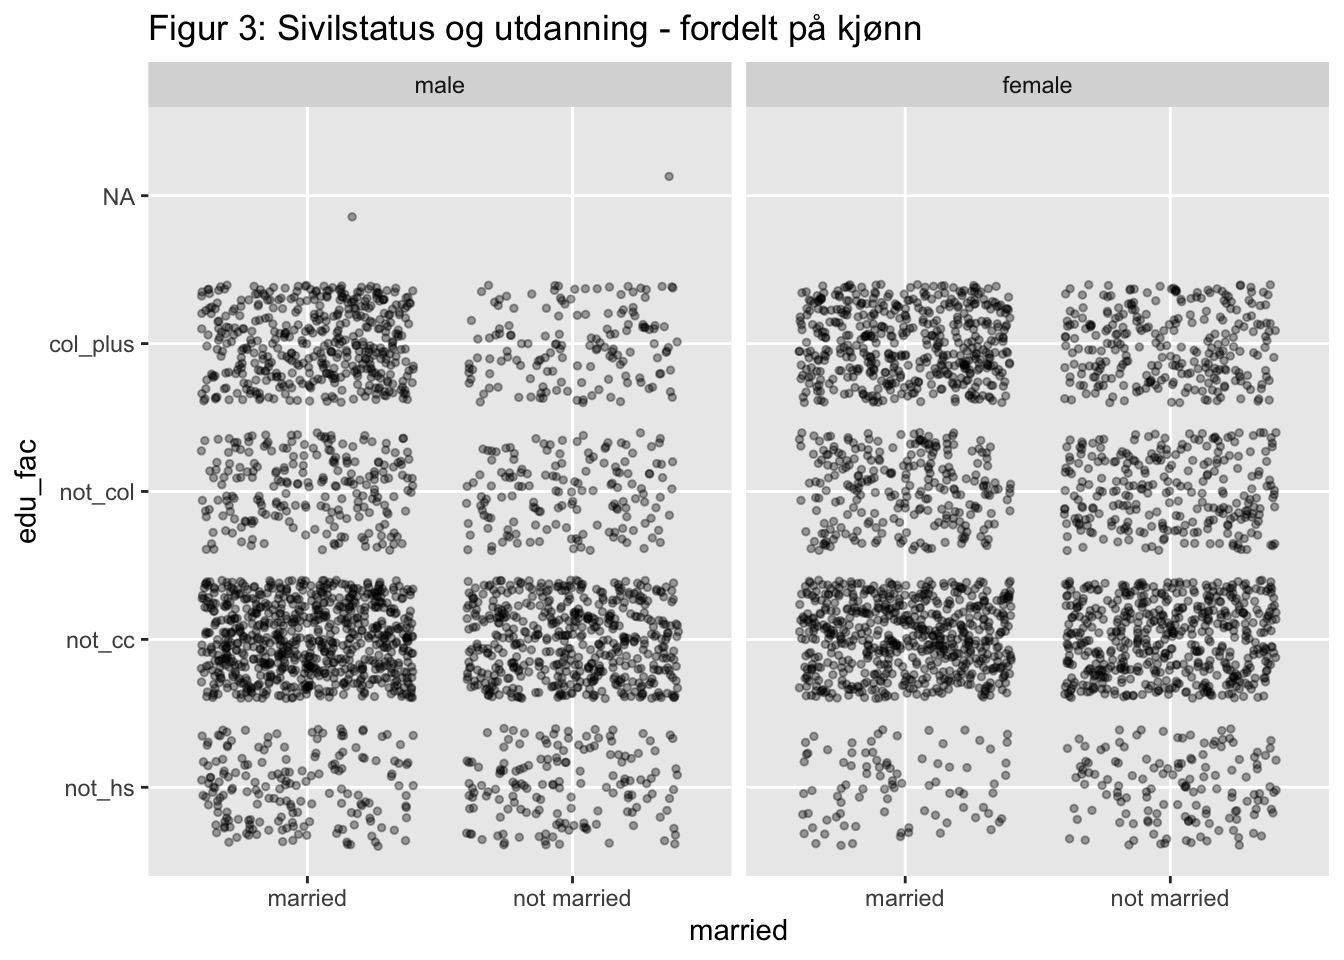 Figur 3: Sivilstatus og utdanning - fordelt på kjønn
male
female
NA
col_plus
not_col
not_cc
not_hs
edu_fac
married
not married
married
not married
married